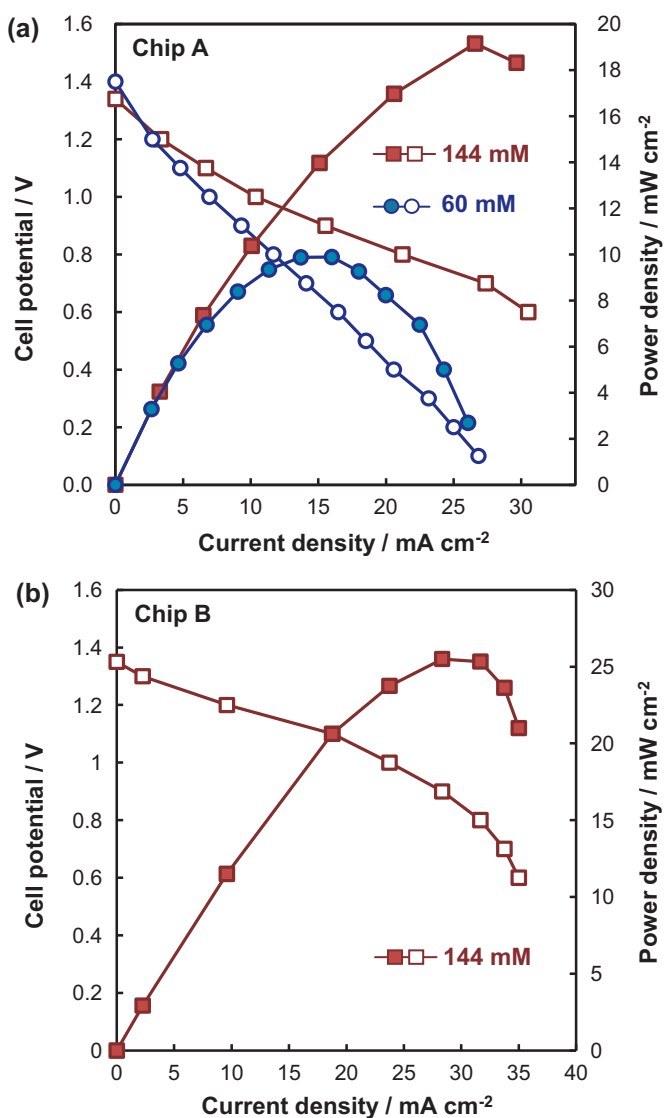 (a)
Chip A
1.6
1.4
1.2
1.0
0.8
0.6
0.4
0.2
0.0
Cell potential / V
20
18
16
14
12
10
8
6
4
2
0
Power density / mW cm-2
144 mM
60 mM
0 5 10 15 20 25 30
Current density / mA cm-2
(b)
Chip B
1.6
1.4
1.2
1
0.8
0.6
0.4
0.2
0
Cell potential / V
30
25
20
15
10
5
0
Power density / mW cm-2
144 mM
0 5 10 15 20 25 30 35 40
Current density / mA cm-2